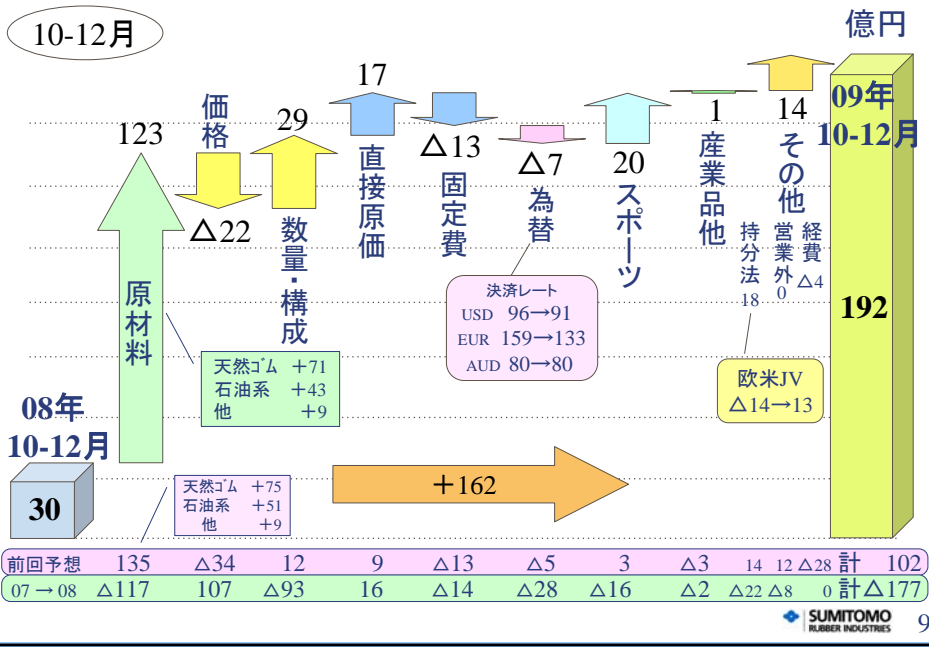 10-12月
億円
123
価格
△22
29
17
△13
△7
20
1
14
原材料
数量・構成
直接原価
固定費
為替
スポーツ
産業品他
その他
持分法
18
営業外
0
経費
△4
09年
10-12月
192
決済レート
USD 96→91
EUR 159→133
AUD 80→80
天然ゴム +71
石油系 +43
他 +9
欧米JV
△14→13
08年
10-12月
30
天然ゴム +75
石油系 +51
他 +9
+162
前回予想 135 △34 12 9 △13 △5 3 △3 14 12 △28 計 102
07→08 △117 107 △93 16 △14 △28 △16 △2 △22 △8 0 計△177
SUMITOMO
RUBBER INDUSTRIES
9